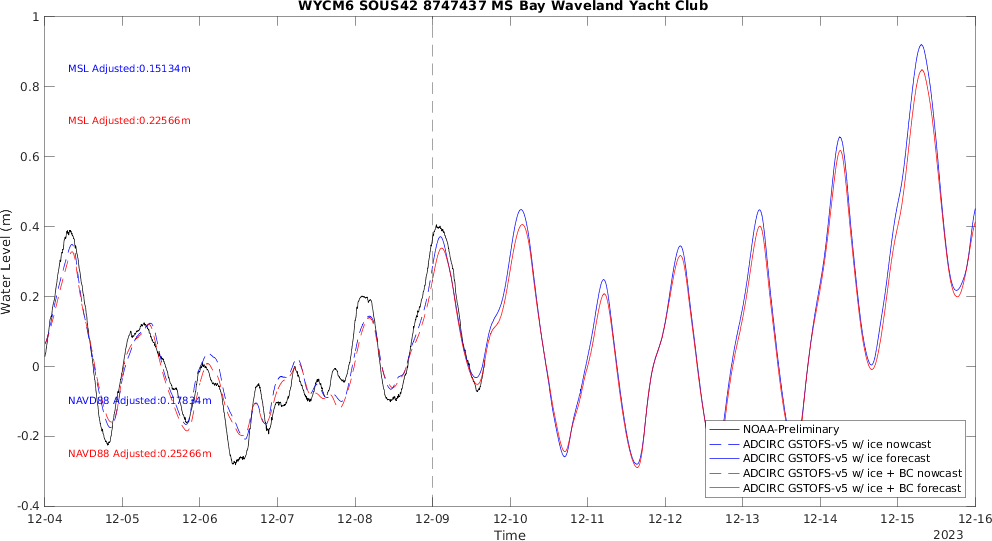 WYCM6 SOUS42 8747437 MS Bay Waveland Yacht Club
1
0.8
0.6
0.4
0.2
0
-0.2
-0.4
Water Level (m)
MSL Adjusted:0.15134m
MSL Adjusted:0.22566m
NAVD88 Adjusted:0.17834m
NAVD88 Adjusted:0.25266m
NOAA-Preliminary
ADCIRC GSTOFS-v5 w/ ice nowcast
ADCIRC GSTOFS-v5 w/ ice forecast
ADCIRC GSTOFS-v5 w/ ice + BC nowcast
ADCIRC GSTOFS-v5 w/ ice + BC forecast
12-04 12-05 12-06 12-07 12-08 12-09 12-10 12-11 12-12 12-13 12-14 12-15 12-16
Time
2023